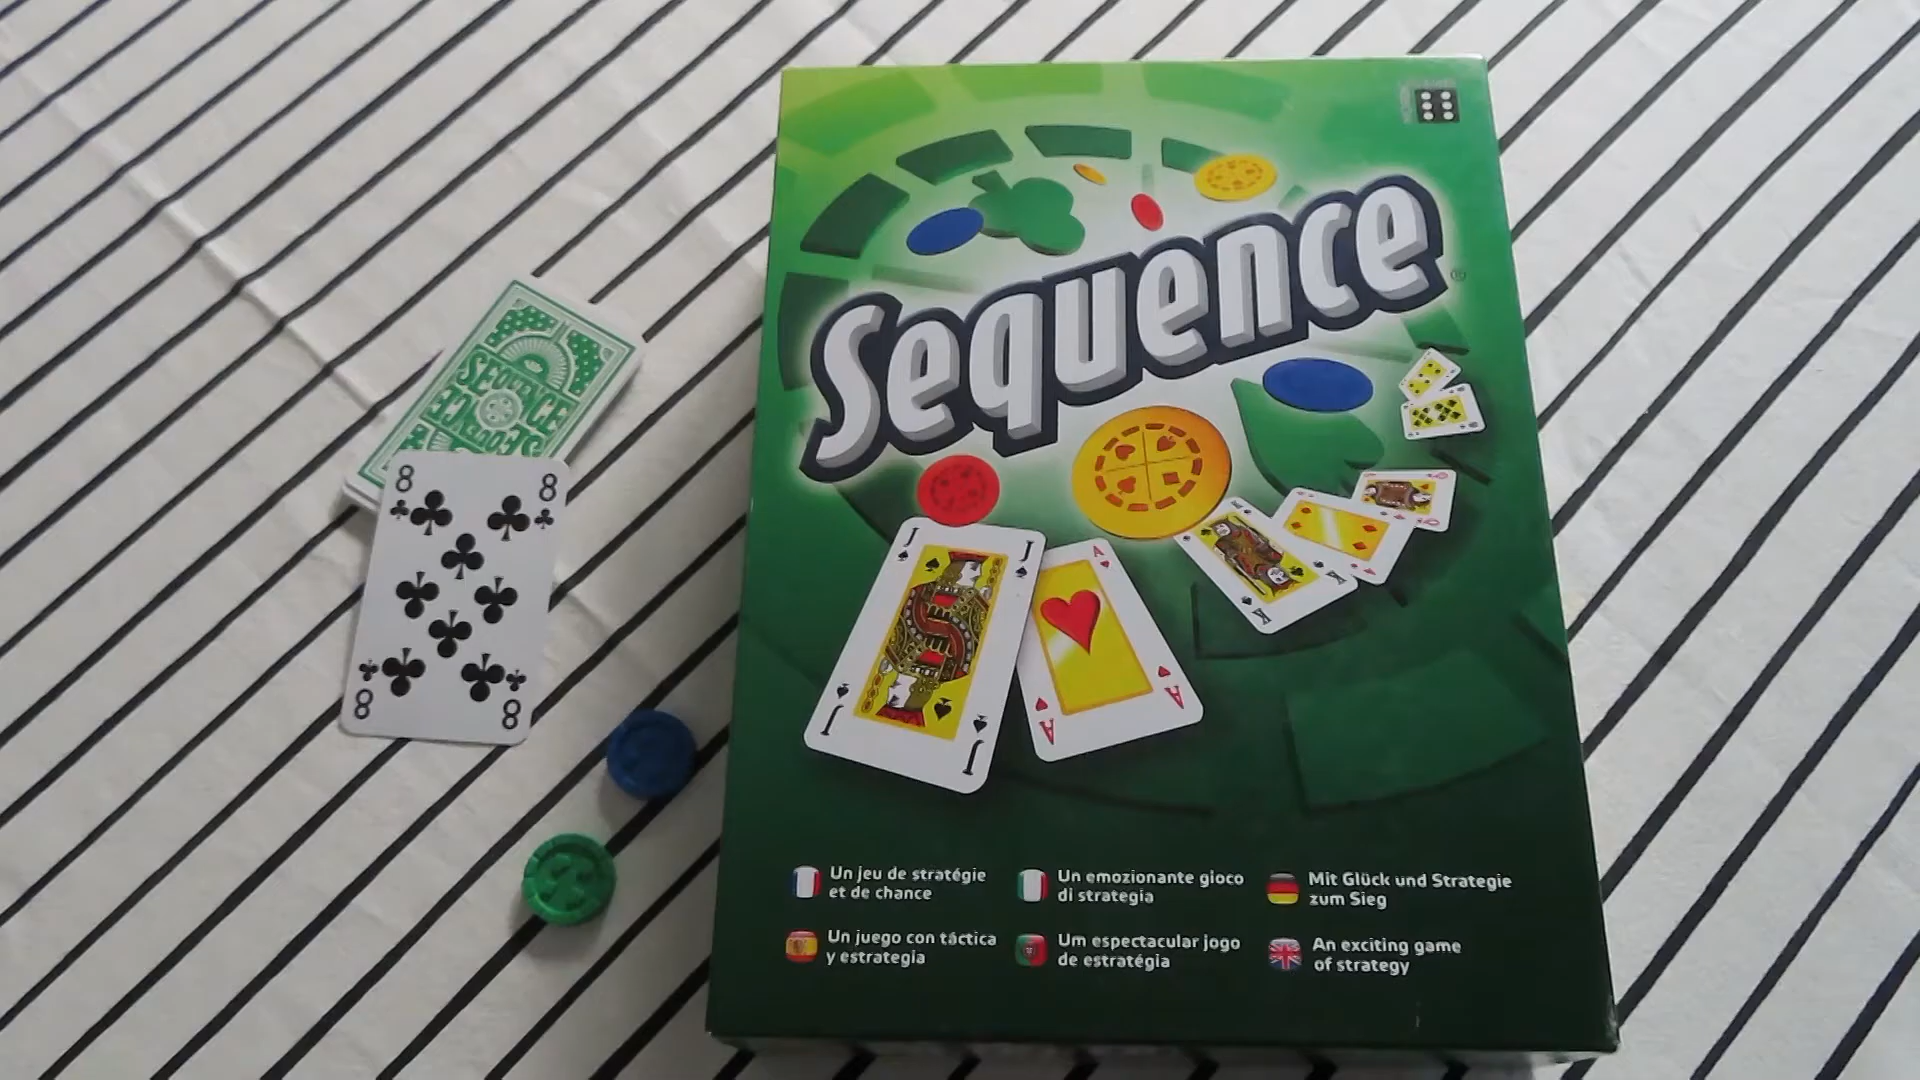 Sequence
®
SEQUENCE
8
8
8
8
J
J
J
J
A
A
A
Un jeu de stratégie
et de chance
Un emozionante gioco
di strategia
Mit Glück und Strategie
zum Sieg
Un juego con táctica
y estrategia
Um espectacular jogo
de estratégia
An exciting game
of strategy